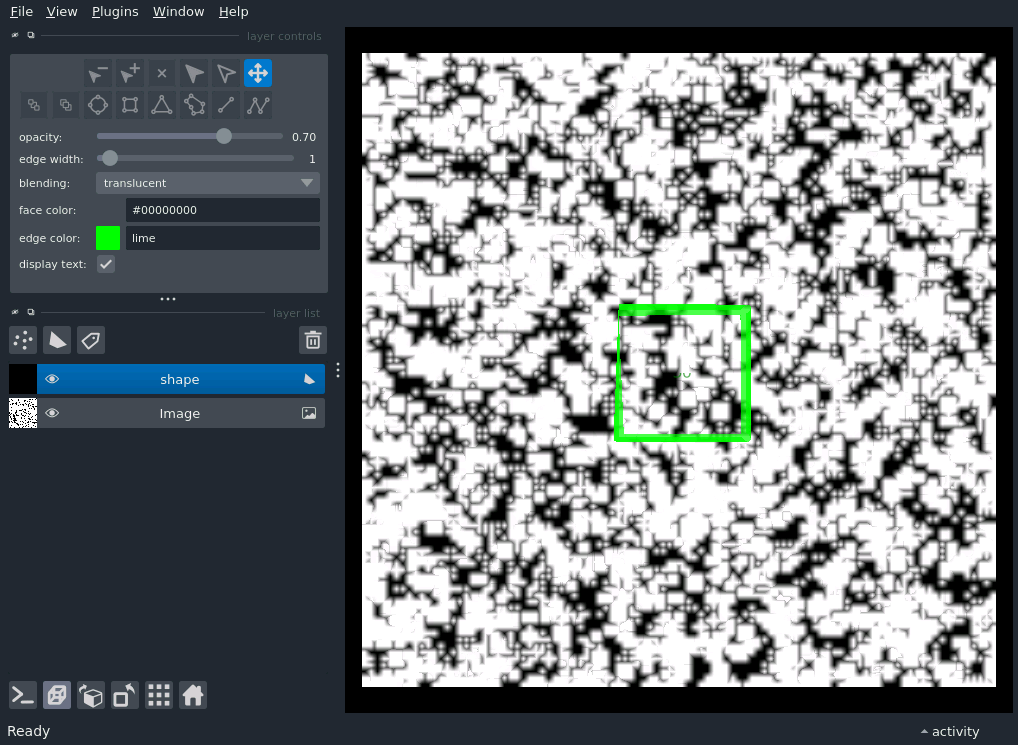 File View Plugins Window Help
layer controls
opacity: 0.70
edge width: 1
blending: translucent
face color: #00000000
edge color: lime
display text:
layer list
shape
Image
Ready
activity